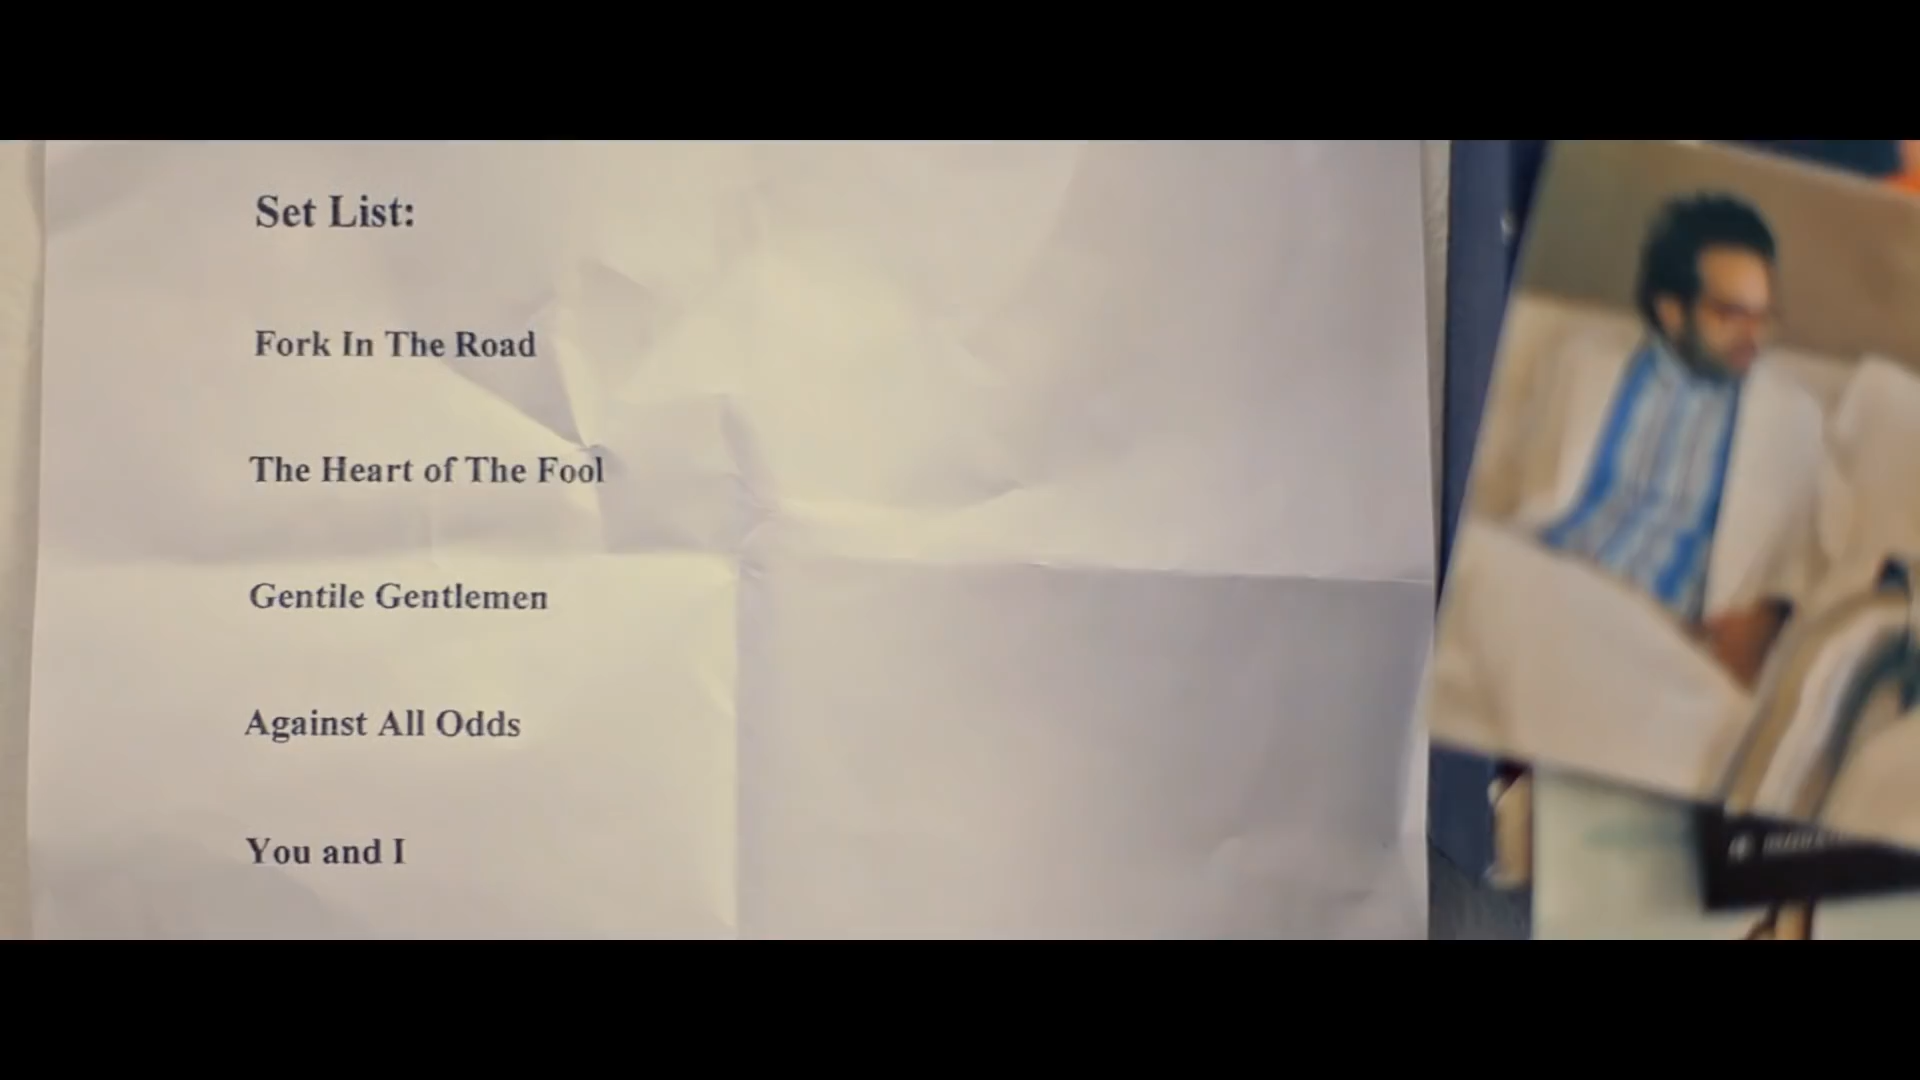 Set List:
Fork In The Road
The Heart of The Fool
Gentile Gentlemen
Against All Odds
You and I